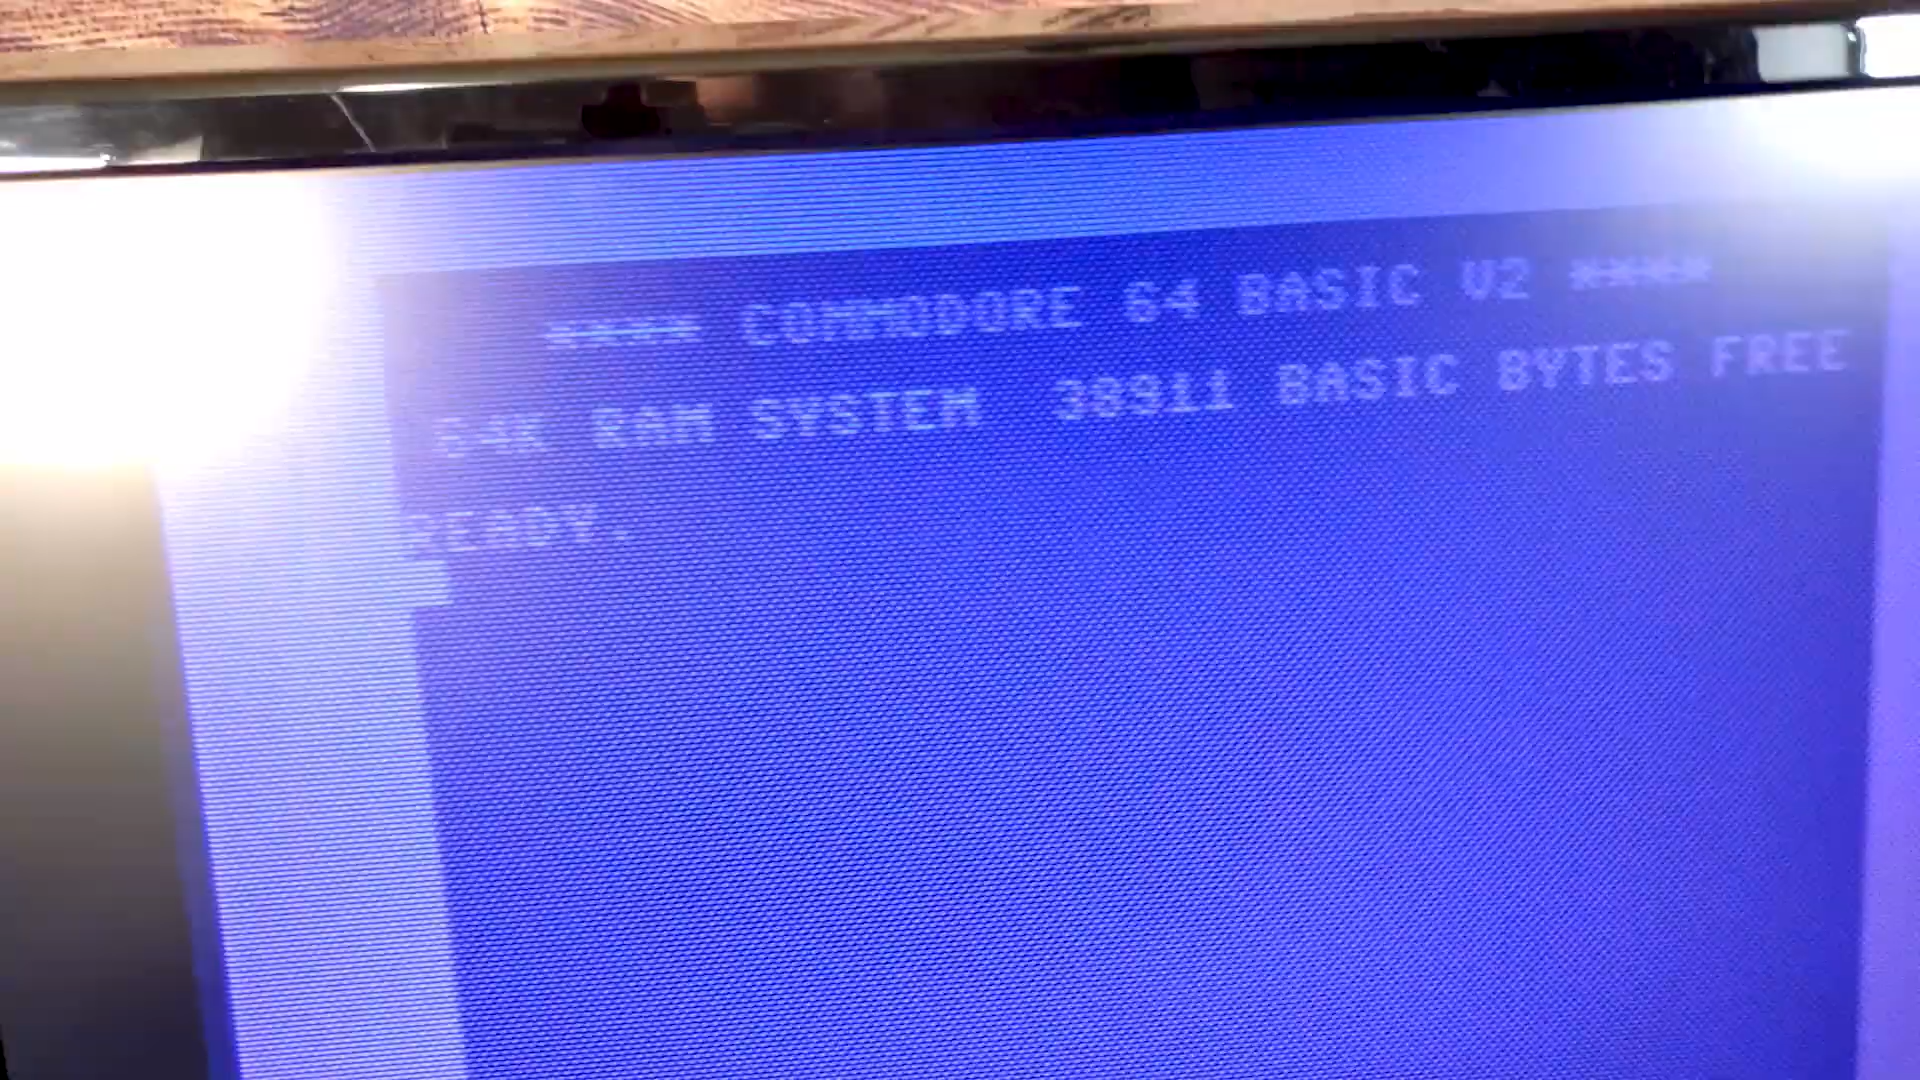 **** COMMODORE 64 BASIC V2 ****
64K RAM SYSTEM  38911 BASIC BYTES FREE
READY.